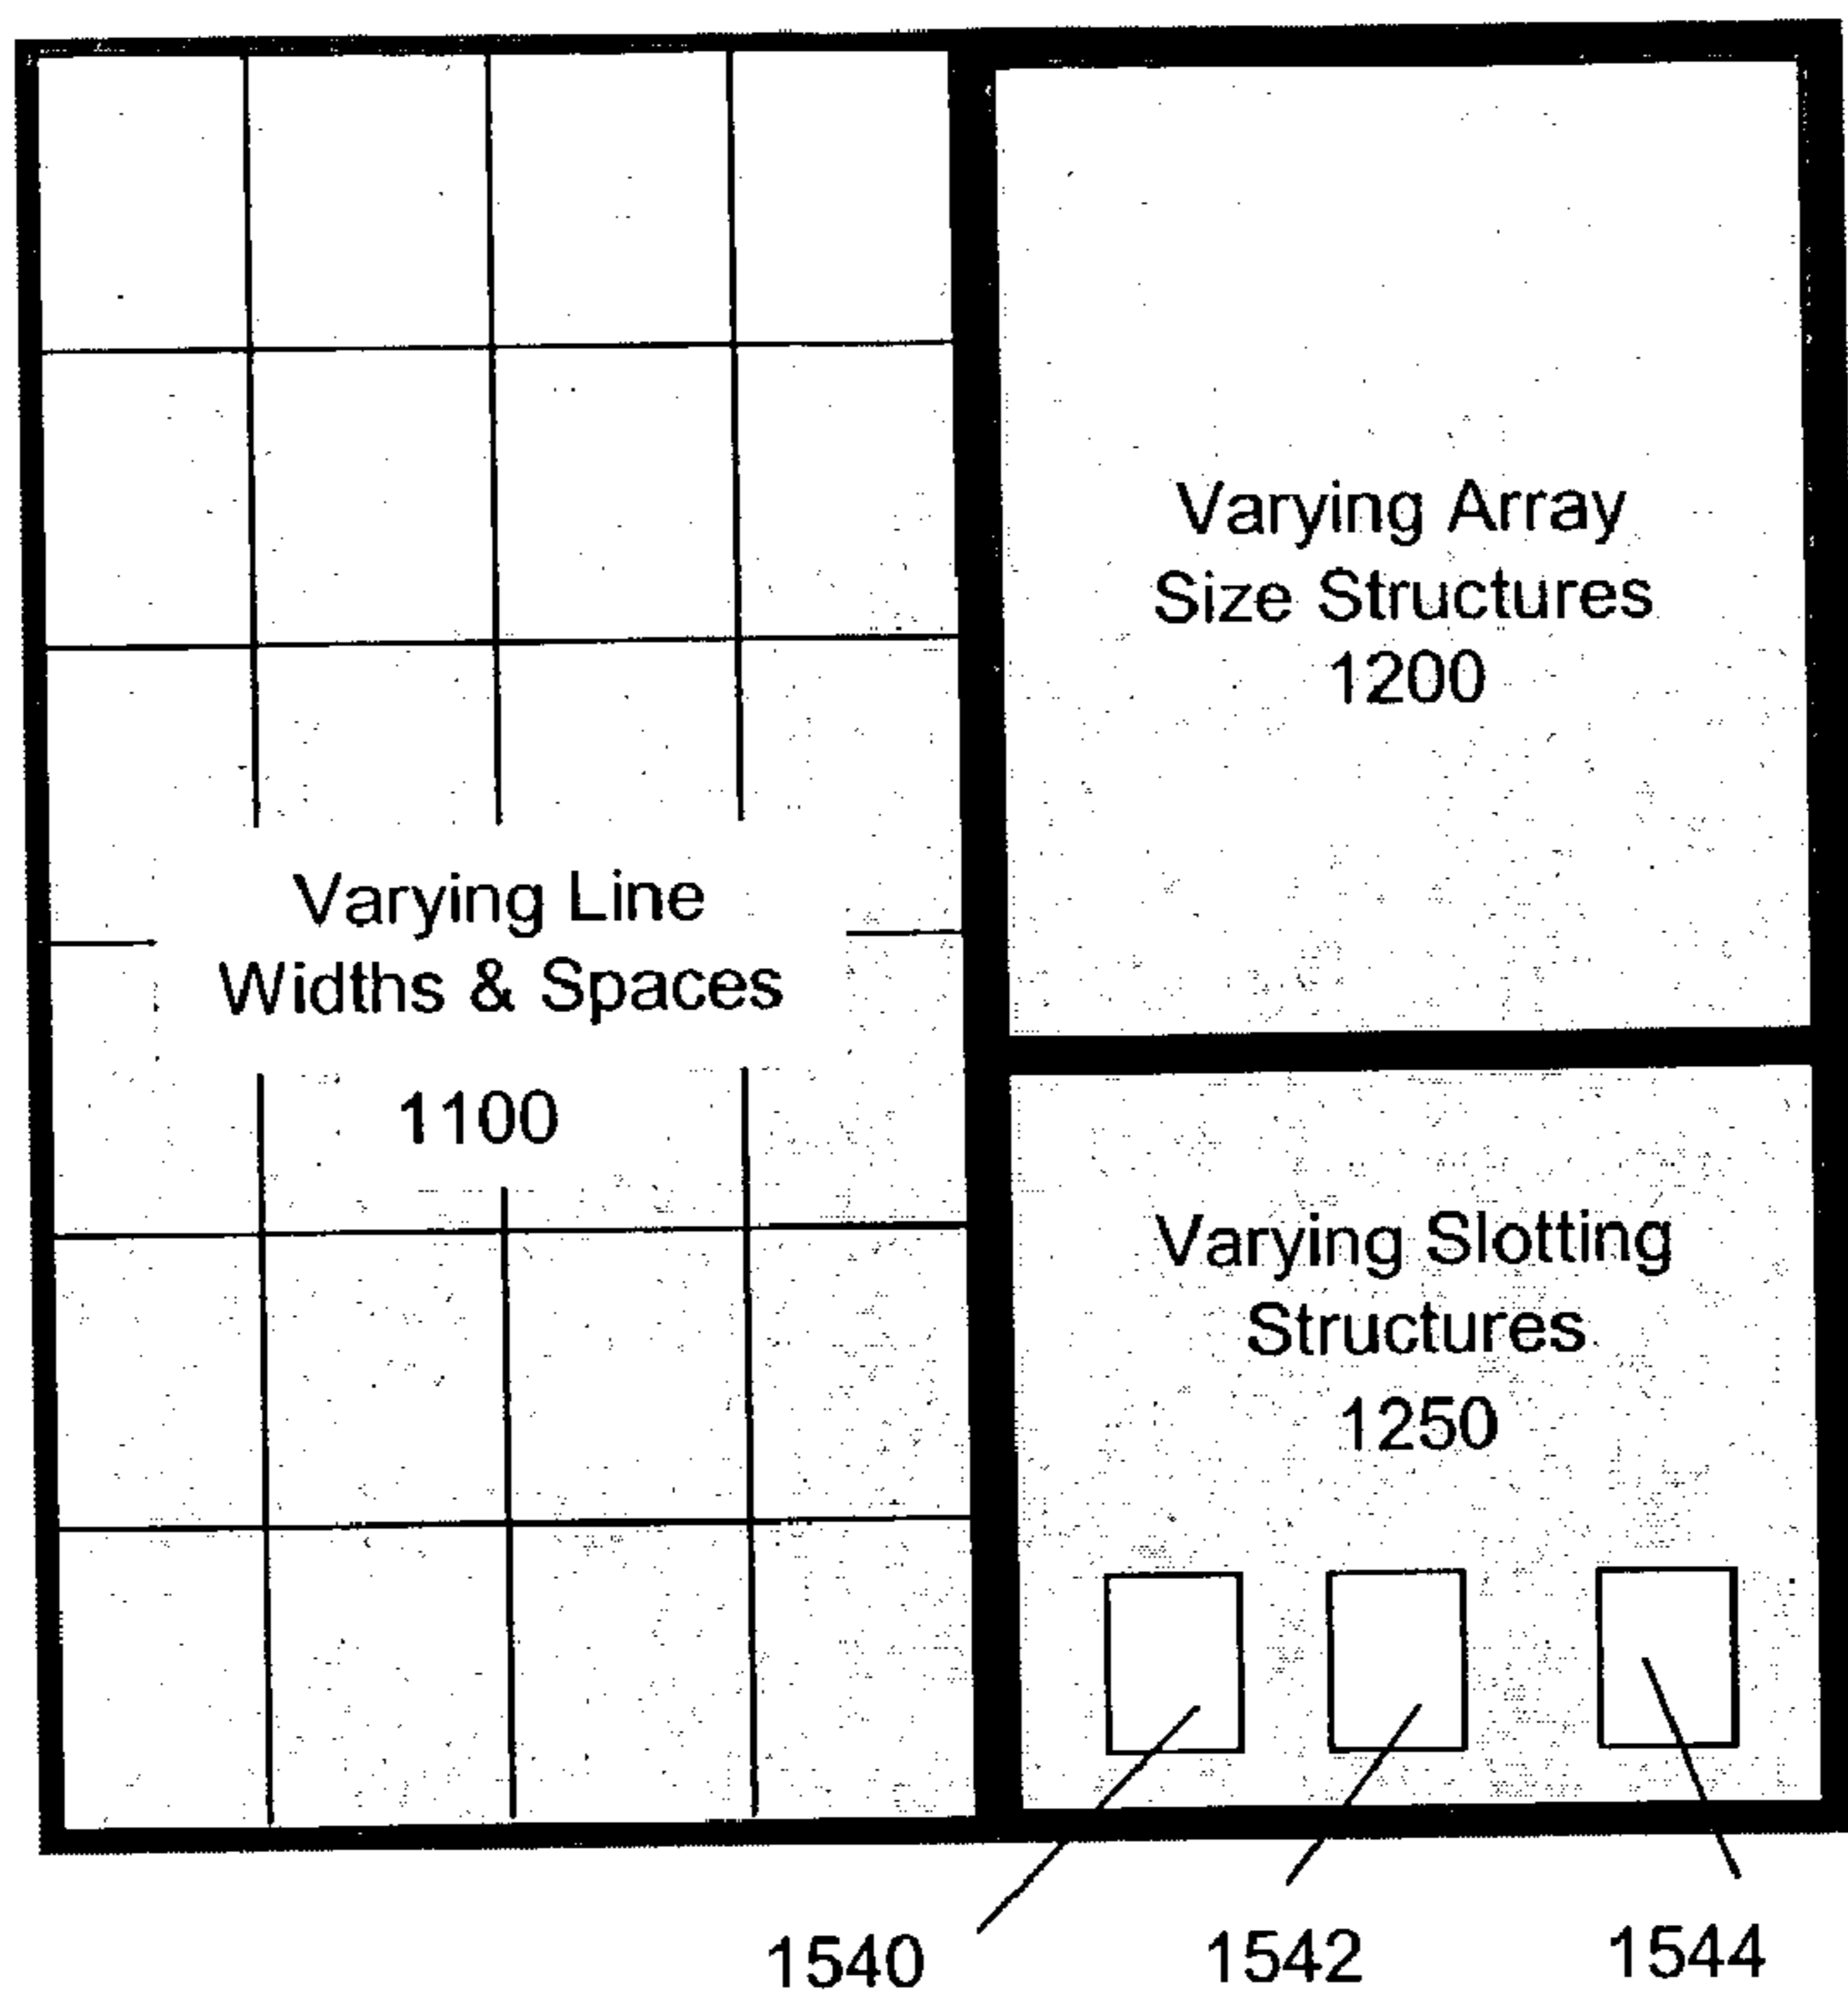 Varying Line
Widths & Spaces
1100
Varying Array
Size Structures
1200
Varying Slotting
Structures
1250
1540
1542
1544